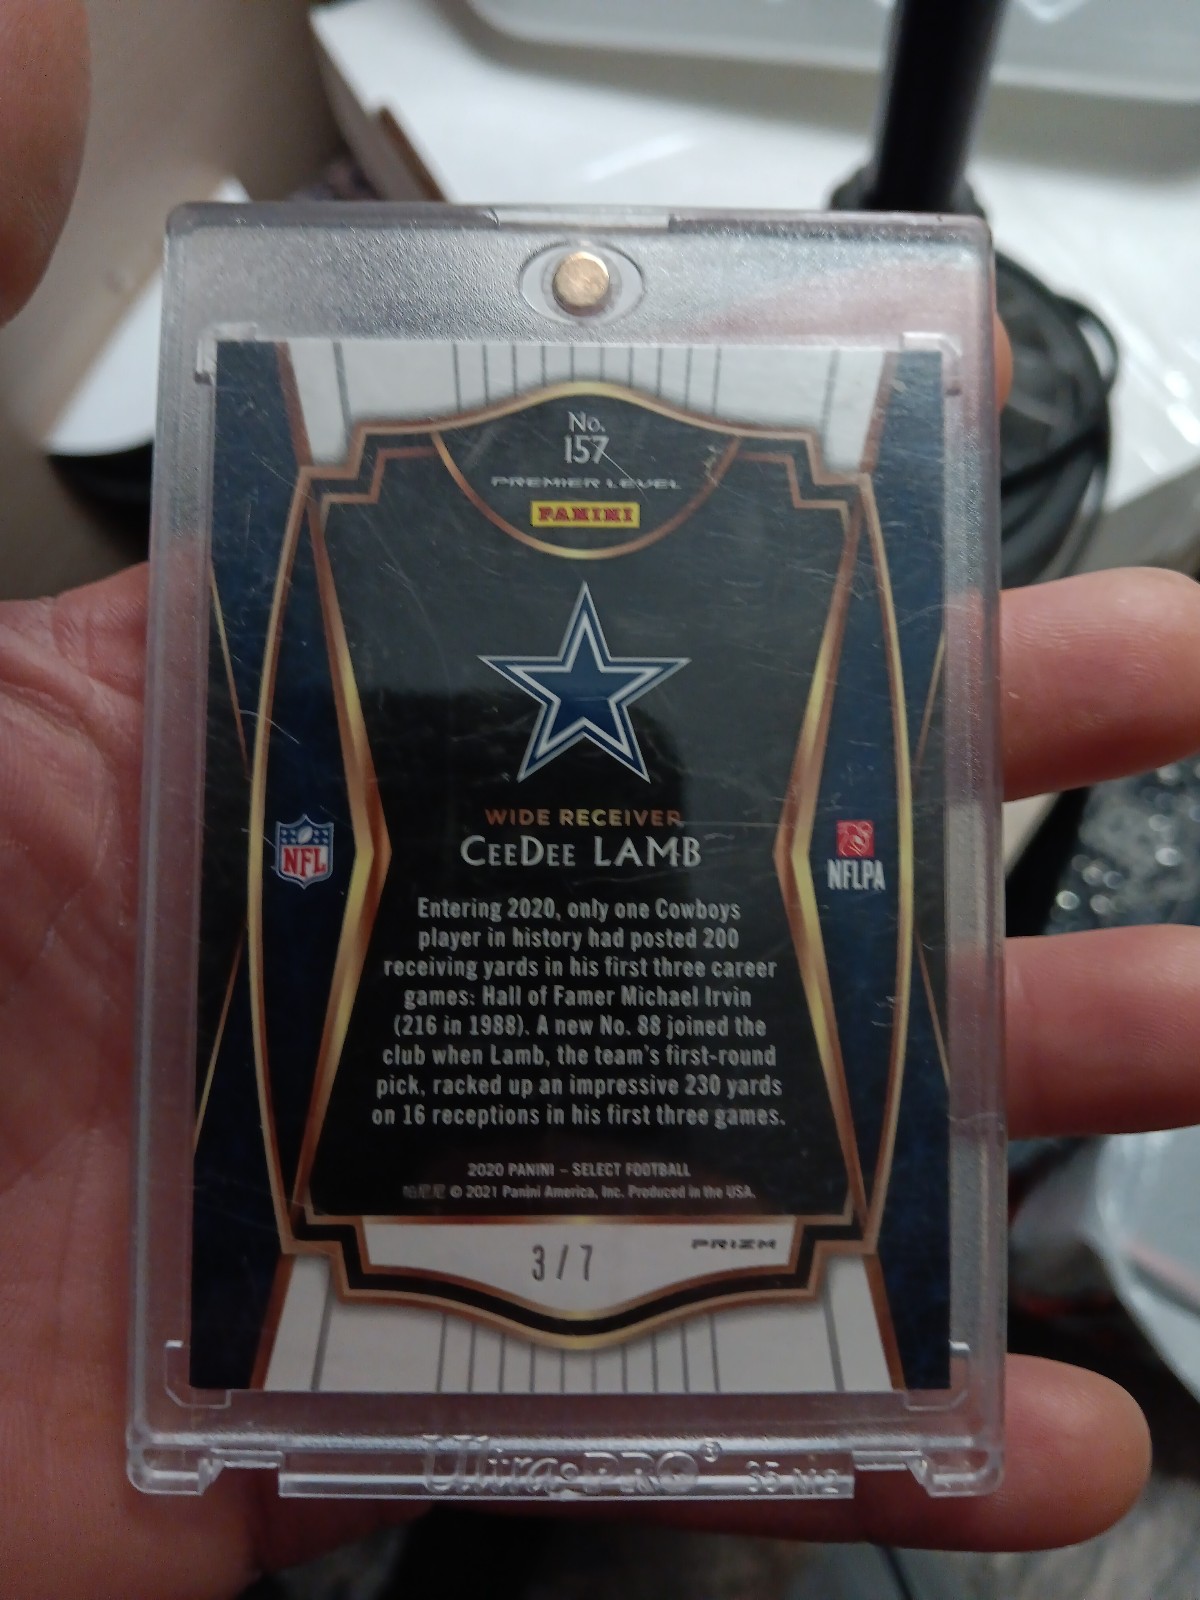 No.
157
PREMIER LEVEL
PANINI
WIDE RECEIVER
CEEDEE LAMB
NFL
NFLPA
Entering 2020, only one Cowboys
player in history had posted 200
receiving yards in his first three career
games: Hall of Famer Michael Irvin
(216 in 1988). A new No. 88 joined the
club when Lamb, the team's first-round
pick, racked up an impressive 230 yards
on 16 receptions in his first three games.
2020 PANINI – SELECT FOOTBALL
帕尼尼 © 2021 Panini America, Inc. Produced in the USA.
PRIZM
3/7
Ultra•PRO®